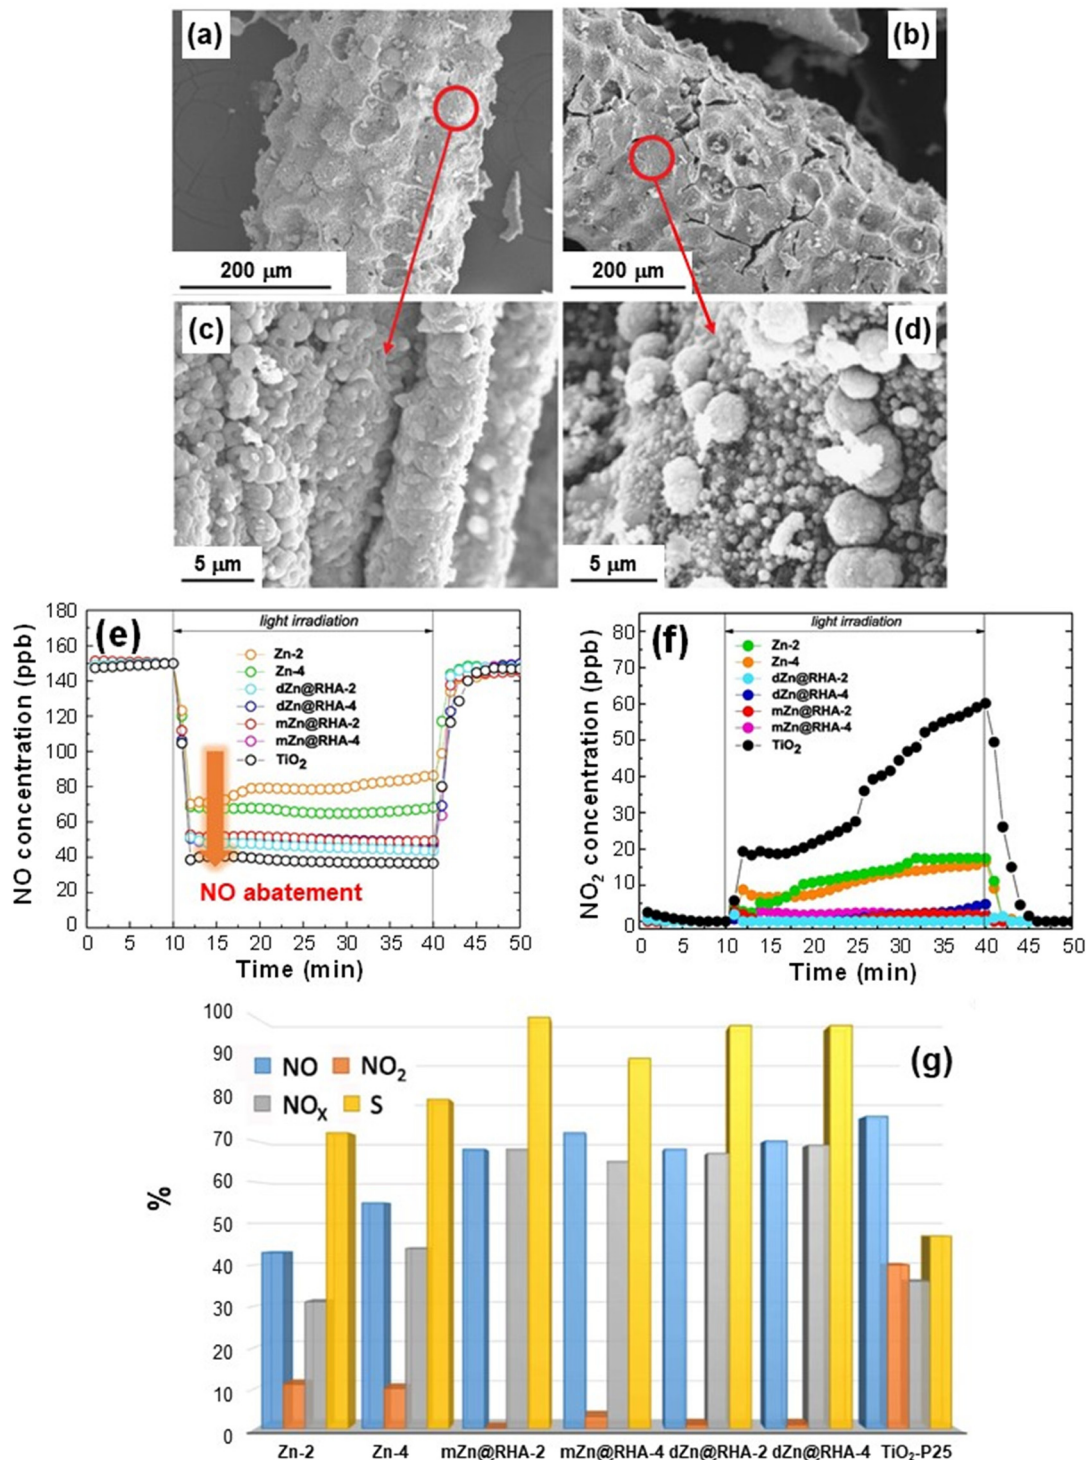 (a)
(b)
200 µm
200 µm
(c)
(d)
5 µm
5 µm
(e)
light irradiation
180
160
140
120
100
80
60
40
20
0
NO concentration (ppb)
Zn-2
Zn-4
dZn@RHA-2
dZn@RHA-4
mZn@RHA-2
mZn@RHA-4
TiO₂
NO abatement
0 5 10 15 20 25 30 35 40 45 50
Time (min)
(f)
light irradiation
80
70
60
50
40
30
20
10
0
NO₂ concentration (ppb)
Zn-2
Zn-4
dZn@RHA-2
dZn@RHA-4
mZn@RHA-2
mZn@RHA-4
TiO₂
0 5 10 15 20 25 30 35 40 45 50
Time (min)
(g)
100
90
80
70
60
50
40
30
20
10
0
%
NO NO₂
NOₓ S
Zn-2 Zn-4 mZn@RHA-2 mZn@RHA-4 dZn@RHA-2 dZn@RHA-4 TiO₂-P25